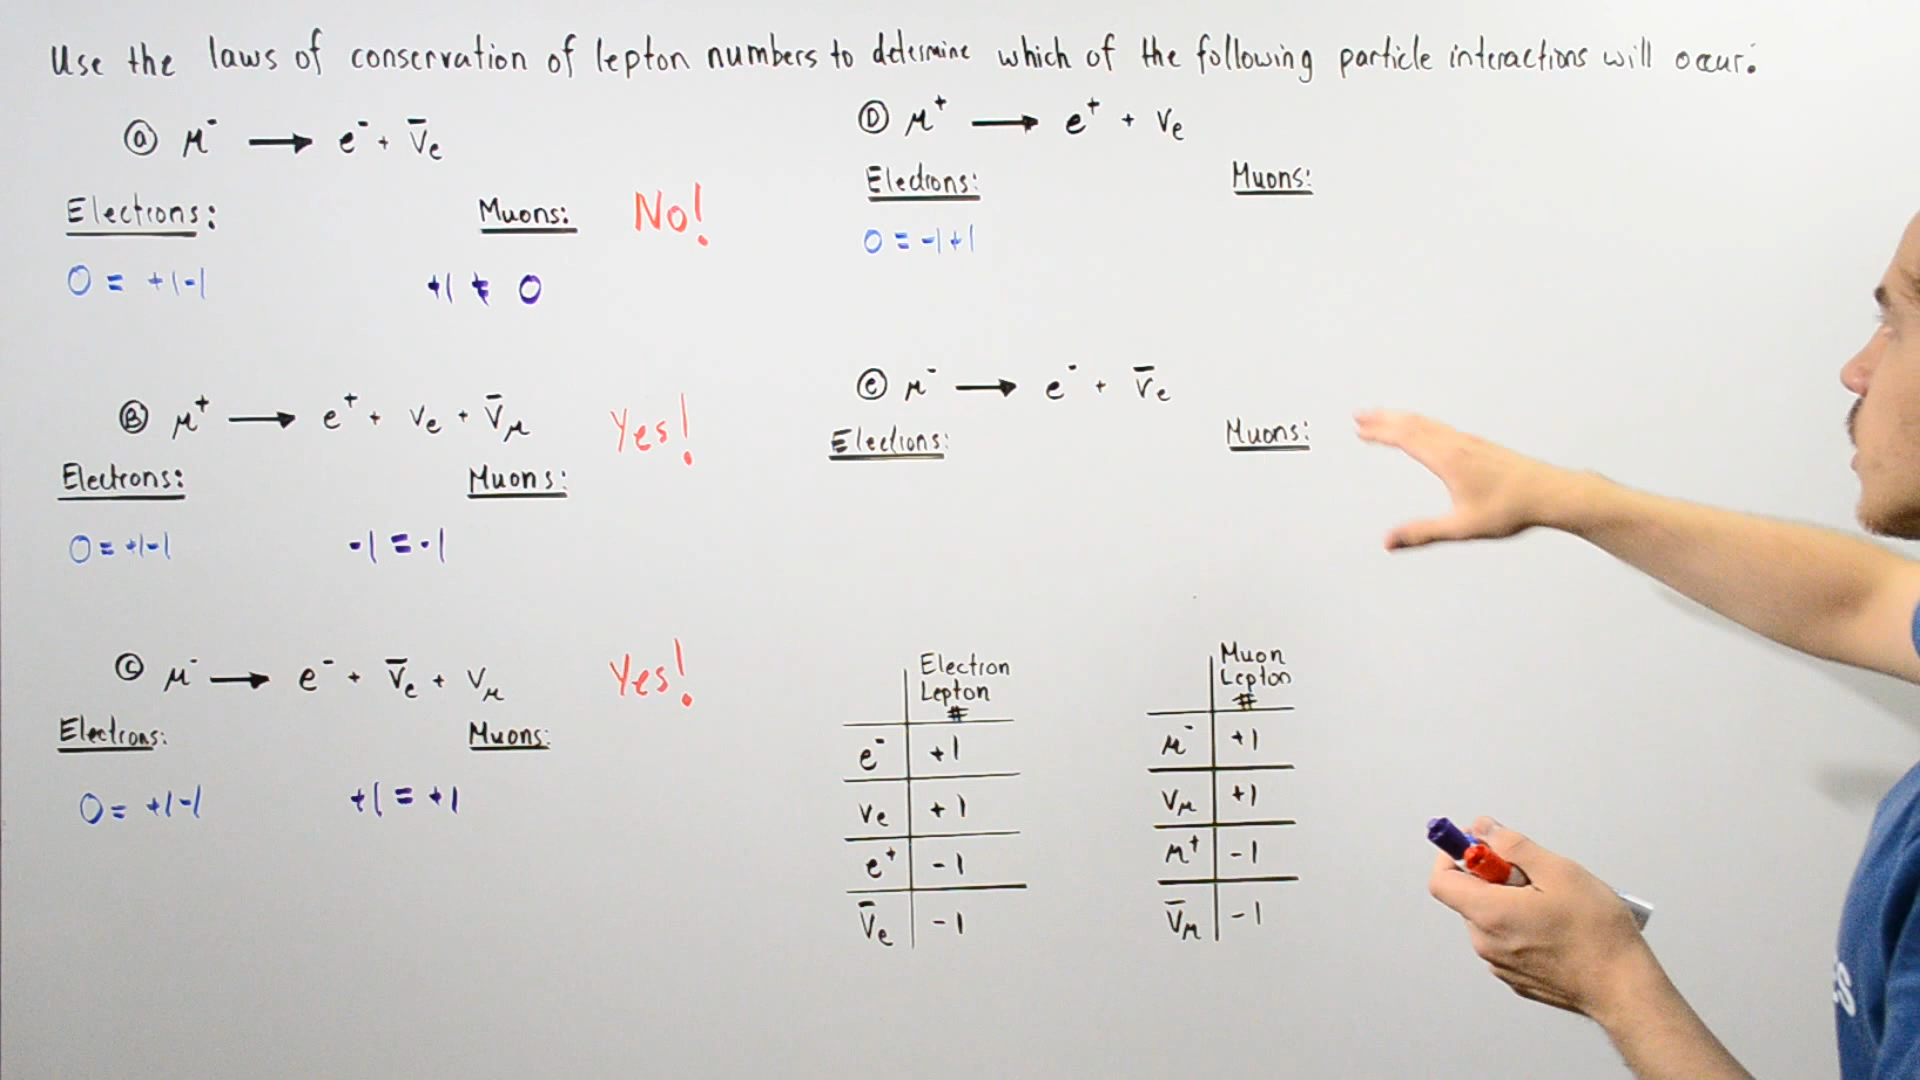 Use the laws of conservation of lepton numbers to determine which of the following particle interactions will occur:
Ⓐ μ⁻ → e⁻ + ν̄ₑ
Electrons: Muons: No!
0 = +1-1 +1 ≠ 0
Ⓑ μ⁺ → e⁺ + νₑ + ν̄μ Yes!
Electrons: Muons:
0 = +1-1 -1 = -1
Ⓒ μ⁻ → e⁻ + ν̄ₑ + νμ Yes!
Electrons: Muons:
0 = +1-1 +1 = +1
Ⓓ μ⁺ → e⁺ + νₑ
Electrons: Muons:
0 = -1+1
ⓔ μ⁻ → e⁻ + ν̄ₑ
Electrons: Muons:
Electron Lepton #
e⁻ +1
νₑ +1
e⁺ -1
ν̄ₑ -1
Muon Lepton #
μ⁻ +1
νμ +1
μ⁺ -1
ν̄μ -1